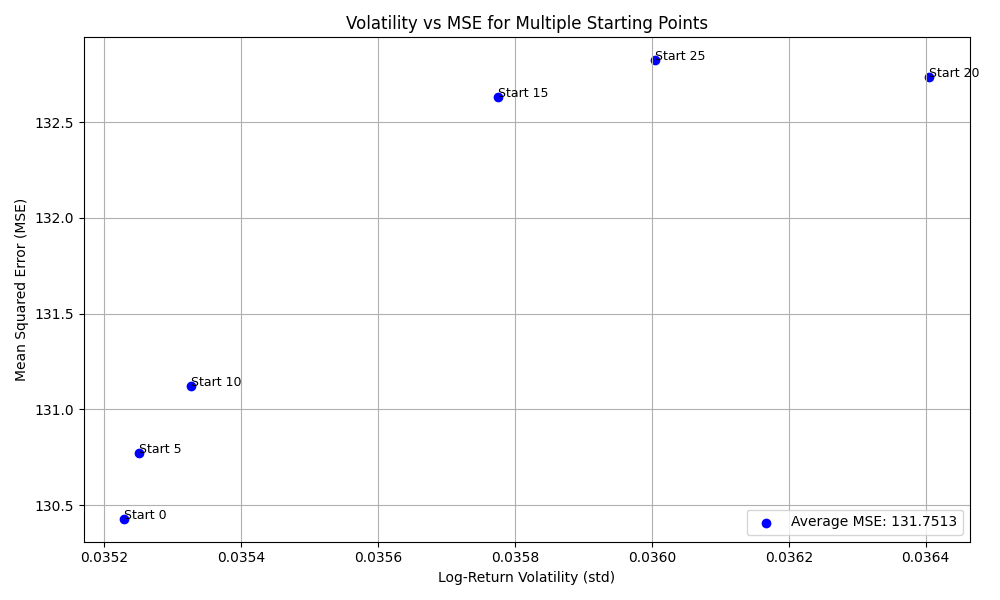 Volatility vs MSE for Multiple Starting Points
Mean Squared Error (MSE)
132.5
132.0
131.5
131.0
130.5
Start 25
Start 20
Start 15
Start 10
Start 5
Start 0
Average MSE: 131.7513
0.0352
0.0354
0.0356
0.0358
0.0360
0.0362
0.0364
Log-Return Volatility (std)